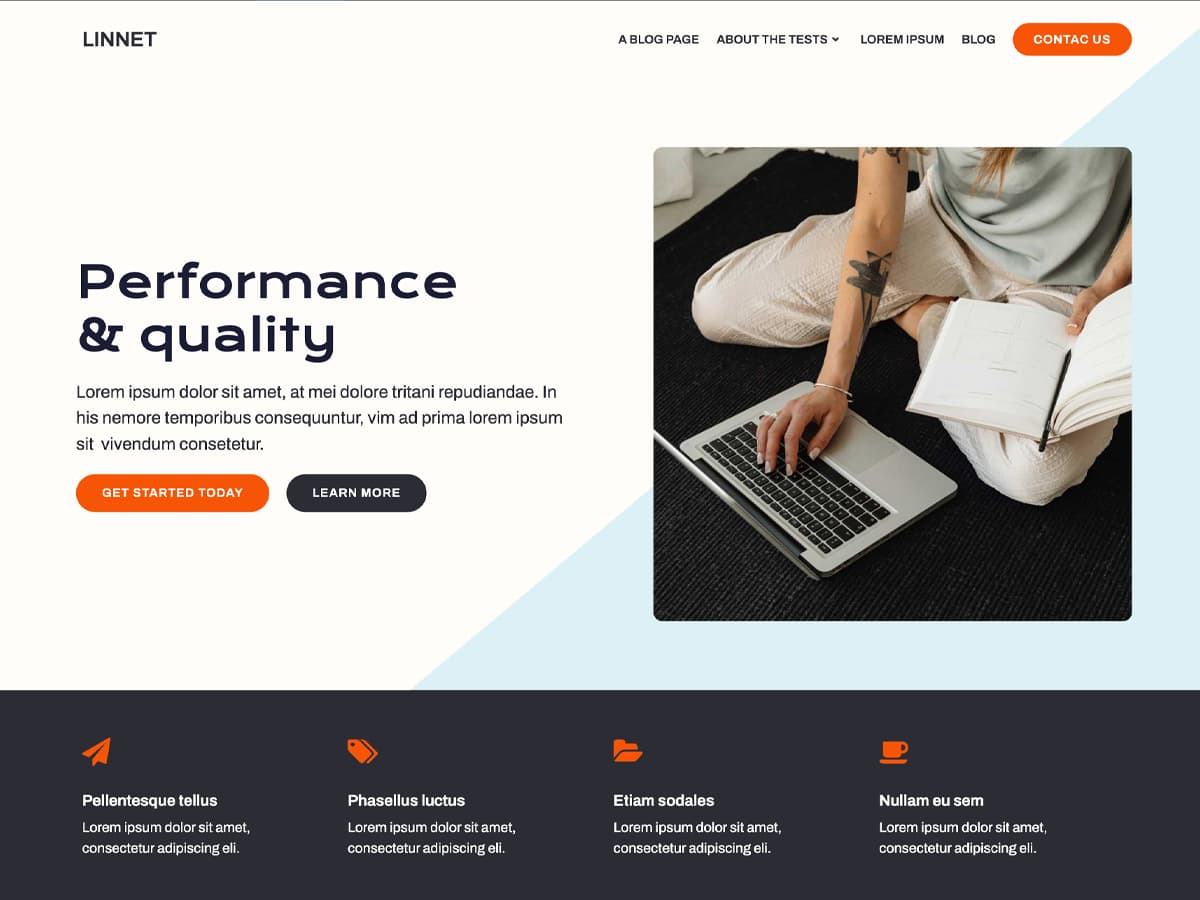 LINNET
A BLOG PAGE
ABOUT THE TESTS
LOREM IPSUM
BLOG
CONTAC US
Performance
& quality
Lorem ipsum dolor sit amet, at mei dolore tritani repudiandae. In
his nemore temporibus consequuntur, vim ad prima lorem ipsum
sit vivendum consetetur.
GET STARTED TODAY
LEARN MORE
Pellentesque tellus
Lorem ipsum dolor sit amet,
consectetur adipiscing eli.
Phasellus luctus
Lorem ipsum dolor sit amet,
consectetur adipiscing eli.
Etiam sodales
Lorem ipsum dolor sit amet,
consectetur adipiscing eli.
Nullam eu sem
Lorem ipsum dolor sit amet,
consectetur adipiscing eli.